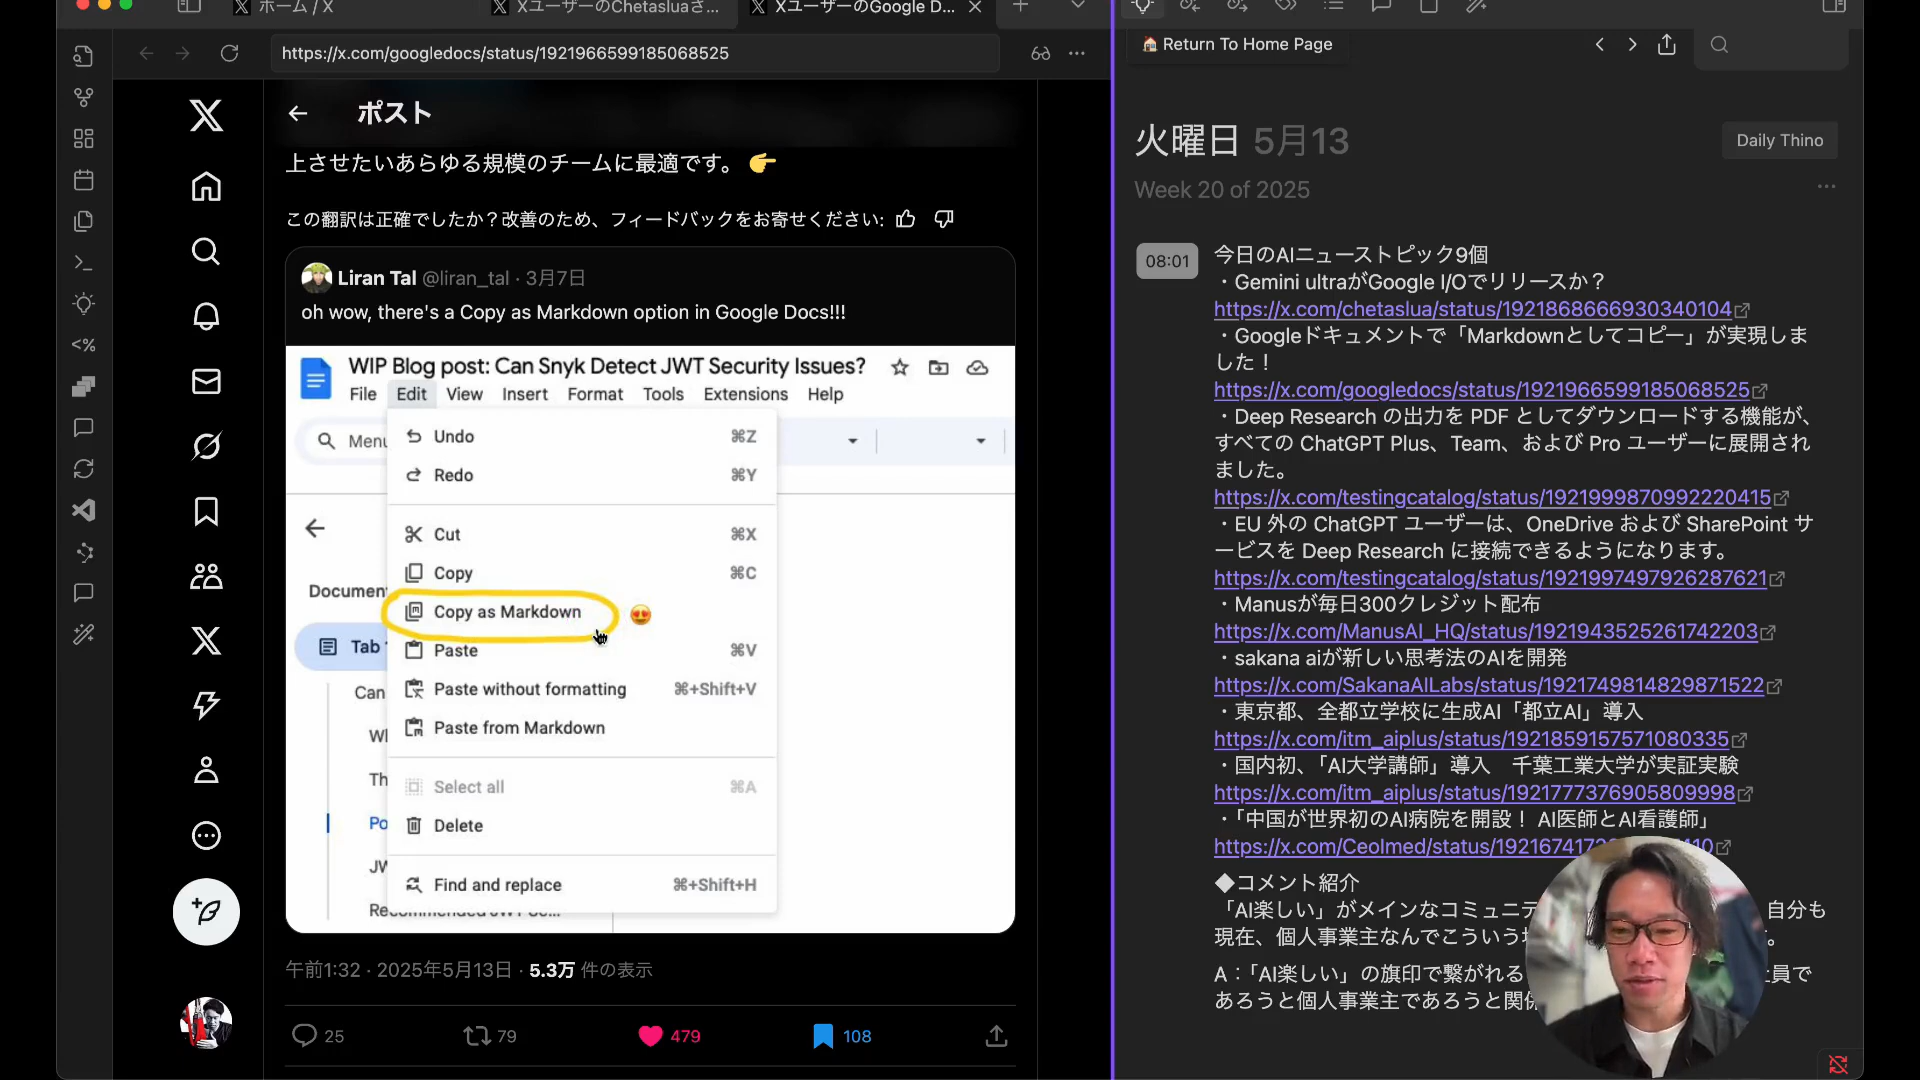 ホーム / X
XユーザーのChetasluaさ...
XユーザーのGoogle D...
https://x.com/googledocs/status/1921966599185068525
ポスト
上させたいあらゆる規模のチームに最適です。 👉
この翻訳は正確でしたか？改善のため、フィードバックをお寄せください:
Liran Tal @liran_tal · 3月7日
oh wow, there's a Copy as Markdown option in Google Docs!!!
WIP Blog post: Can Snyk Detect JWT Security Issues?
File Edit View Insert Format Tools Extensions Help
Menu
Undo ⌘Z
Redo ⌘Y
Cut ⌘X
Copy ⌘C
Copy as Markdown 😍
Paste ⌘V
Paste without formatting ⌘+Shift+V
Paste from Markdown
Select all ⌘A
Delete
Find and replace ⌘+Shift+H
Documen
Tab
Can
Wl
Th
Po
JW
午前1:32 · 2025年5月13日 · 5.3万 件の表示
25 79 479 108
🏠 Return To Home Page
火曜日 5月13
Daily Thino
Week 20 of 2025
08:01
今日のAIニューストピック9個
・Gemini ultraがGoogle I/Oでリリースか？
https://x.com/chetaslua/status/1921868666930340104
・Googleドキュメントで「Markdownとしてコピー」が実現しま
した！
https://x.com/googledocs/status/1921966599185068525
・Deep Research の出力を PDF としてダウンロードする機能が、
すべての ChatGPT Plus、Team、および Pro ユーザーに展開され
ました。
https://x.com/testingcatalog/status/1921999870992220415
・EU 外の ChatGPT ユーザーは、OneDrive および SharePoint サ
ービスを Deep Research に接続できるようになります。
https://x.com/testingcatalog/status/1921997497926287621
・Manusが毎日300クレジット配布
https://x.com/ManusAI_HQ/status/1921943525261742203
・sakana aiが新しい思考法のAIを開発
https://x.com/SakanaAILabs/status/1921749814829871522
・東京都、全都立学校に生成AI「都立AI」導入
https://x.com/itm_aiplus/status/1921859157571080335
・国内初、「AI大学講師」導入　千葉工業大学が実証実験
https://x.com/itm_aiplus/status/1921777376905809998
・「中国が世界初のAI病院を開設！ AI医師とAI看護師」
https://x.com/CeoImed/status/192167417
◆コメント紹介
「AI楽しい」がメインなコミュニテ 自分も
現在、個人事業主なんでこういう 。
A：「AI楽しい」の旗印で繋がれる 社員で
あろうと個人事業主であろうと関係